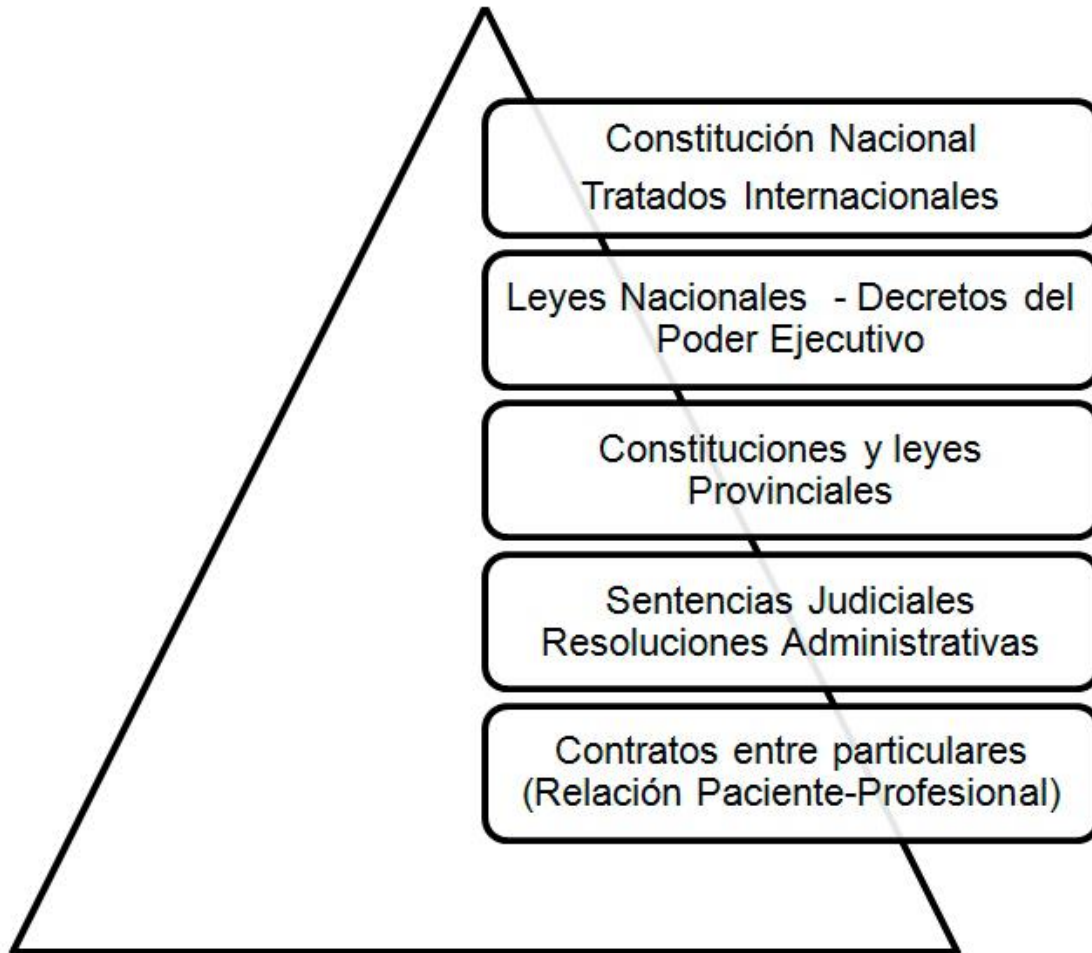 Constitución Nacional
Tratados Internacionales
Leyes Nacionales - Decretos del
Poder Ejecutivo
Constituciones y leyes
Provinciales
Sentencias Judiciales
Resoluciones Administrativas
Contratos entre particulares
(Relación Paciente-Profesional)